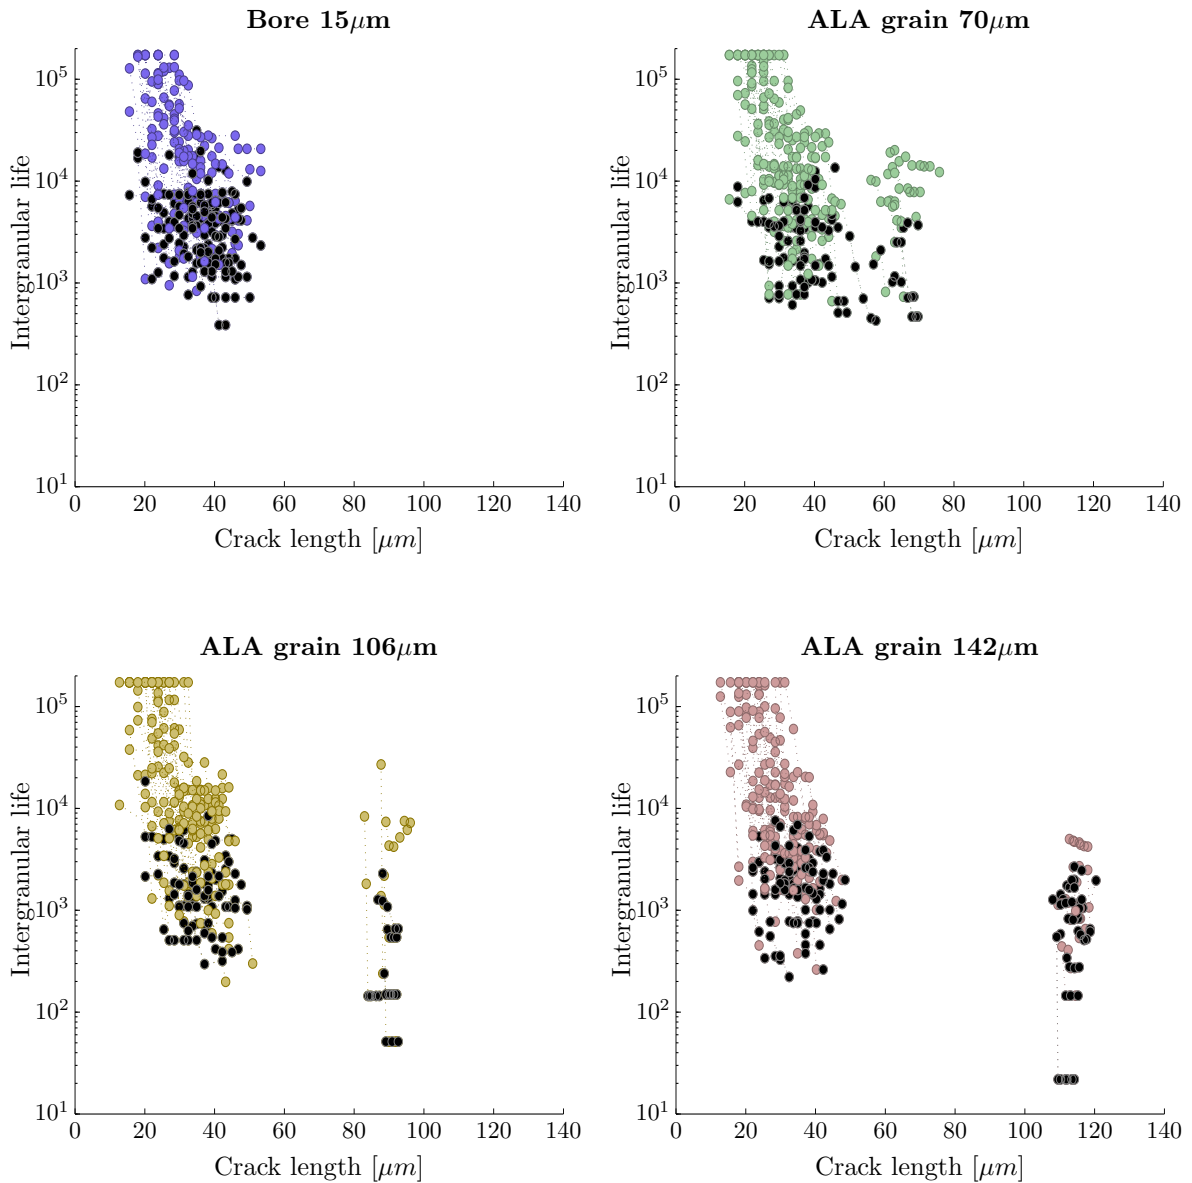 Bore 15μm
10^5
10^4
10^3
10^2
10^1
Intergranular life
0 20 40 60 80 100 120 140
Crack length [μm]
ALA grain 70μm
10^5
10^4
10^3
10^2
10^1
Intergranular life
0 20 40 60 80 100 120 140
Crack length [μm]
ALA grain 106μm
10^5
10^4
10^3
10^2
10^1
Intergranular life
0 20 40 60 80 100 120 140
Crack length [μm]
ALA grain 142μm
10^5
10^4
10^3
10^2
10^1
Intergranular life
0 20 40 60 80 100 120 140
Crack length [μm]